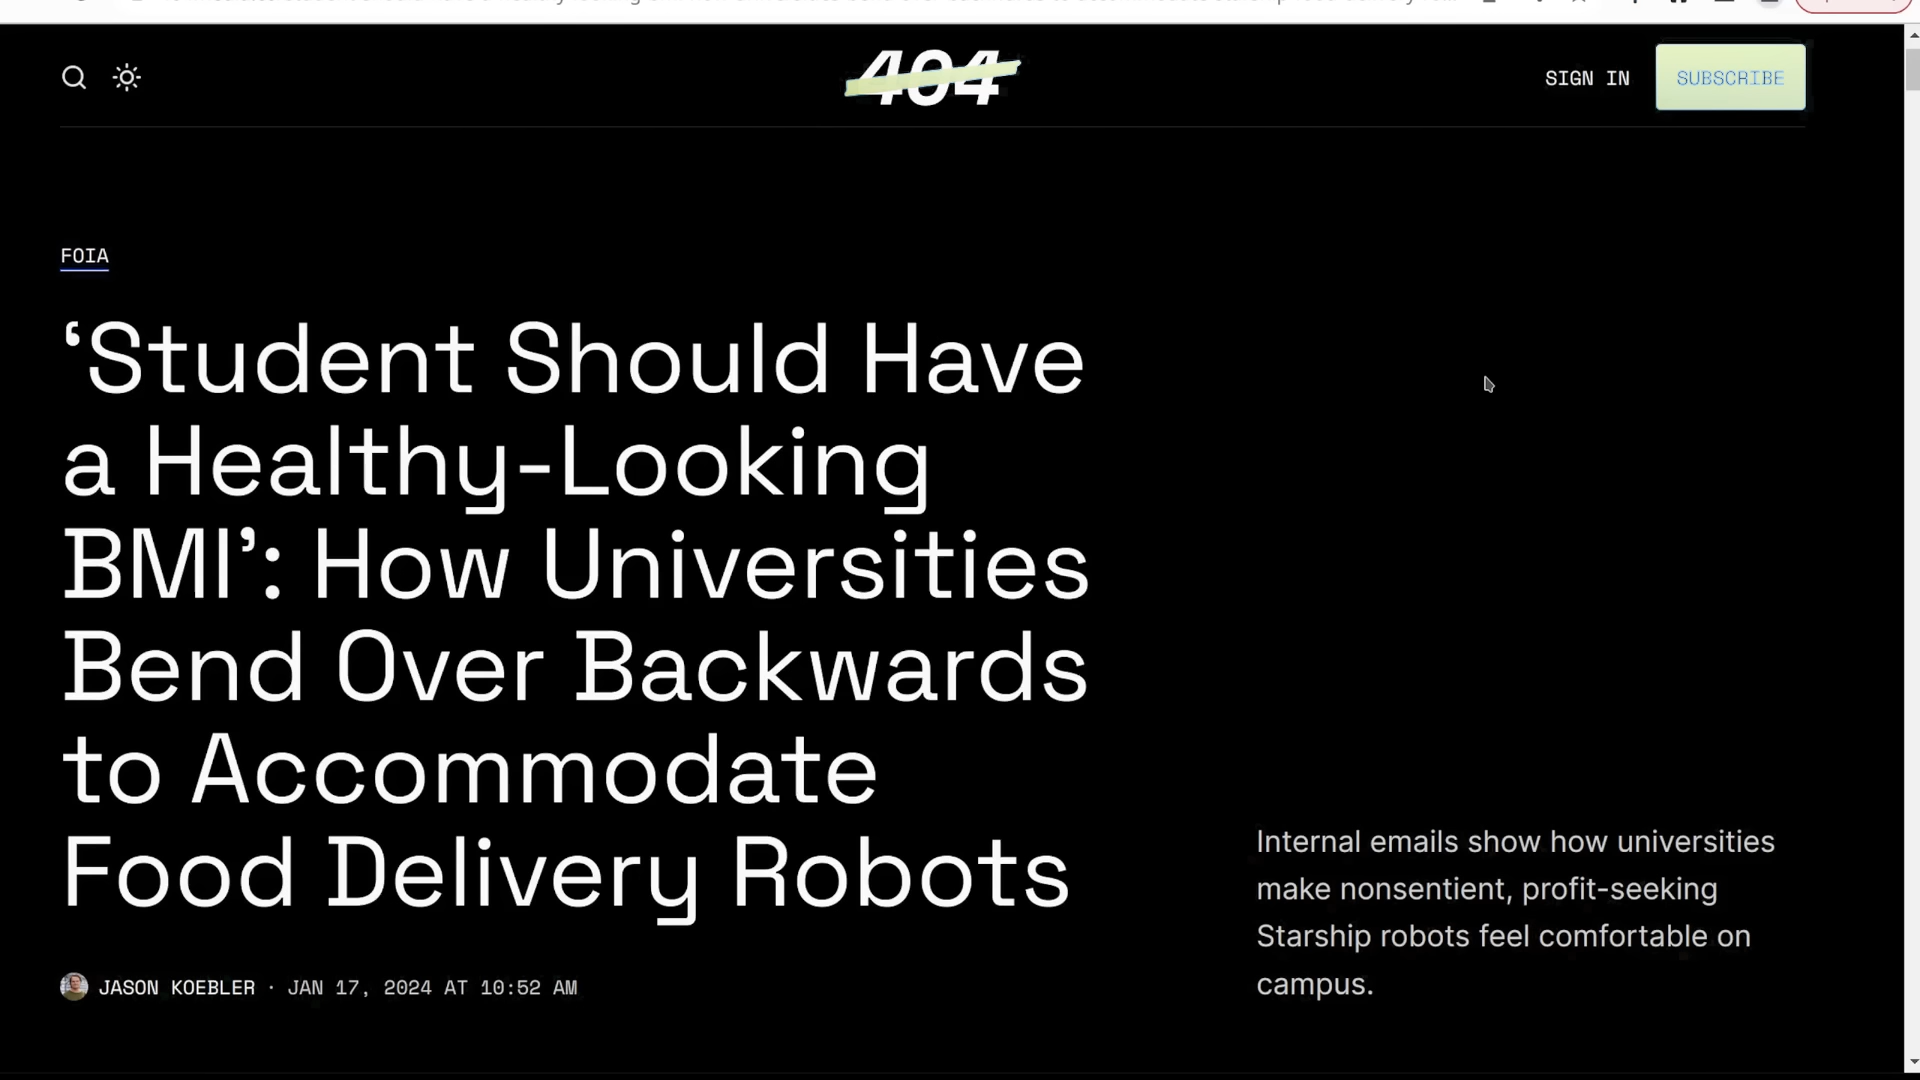 404
SIGN IN
SUBSCRIBE
FOIA
‘Student Should Have
a Healthy-Looking
BMI’: How Universities
Bend Over Backwards
to Accommodate
Food Delivery Robots
Internal emails show how universities
make nonsentient, profit-seeking
Starship robots feel comfortable on
campus.
JASON KOEBLER · JAN 17, 2024 AT 10:52 AM